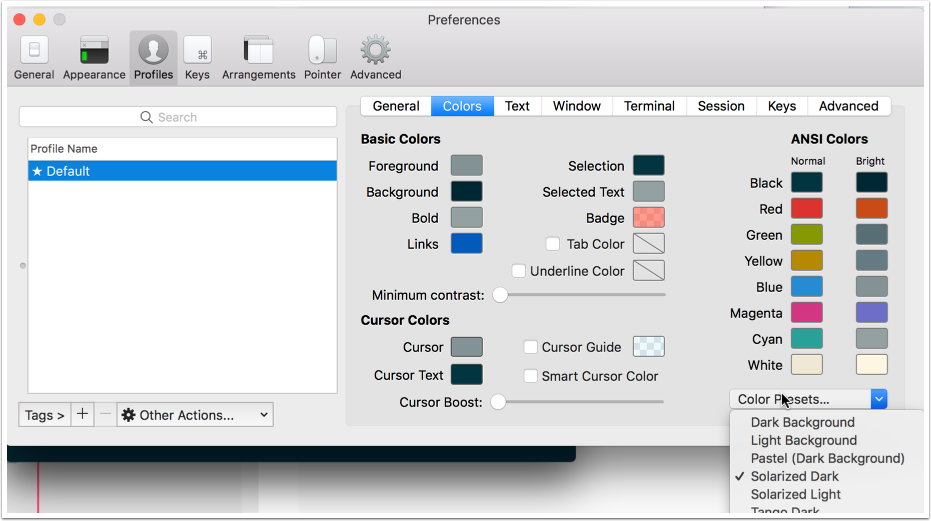 Preferences
General Appearance Profiles Keys Arrangements Pointer Advanced
Search
Profile Name
★ Default
Tags > + − Other Actions...
General Colors Text Window Terminal Session Keys Advanced
Basic Colors
Foreground
Background
Bold
Links
Selection
Selected Text
Badge
Tab Color
Underline Color
Minimum contrast:
Cursor Colors
Cursor
Cursor Text
Cursor Guide
Smart Cursor Color
Cursor Boost:
ANSI Colors
Normal Bright
Black
Red
Green
Yellow
Blue
Magenta
Cyan
White
Color Presets...
Dark Background
Light Background
Pastel (Dark Background)
✓ Solarized Dark
Solarized Light
Tango Dark